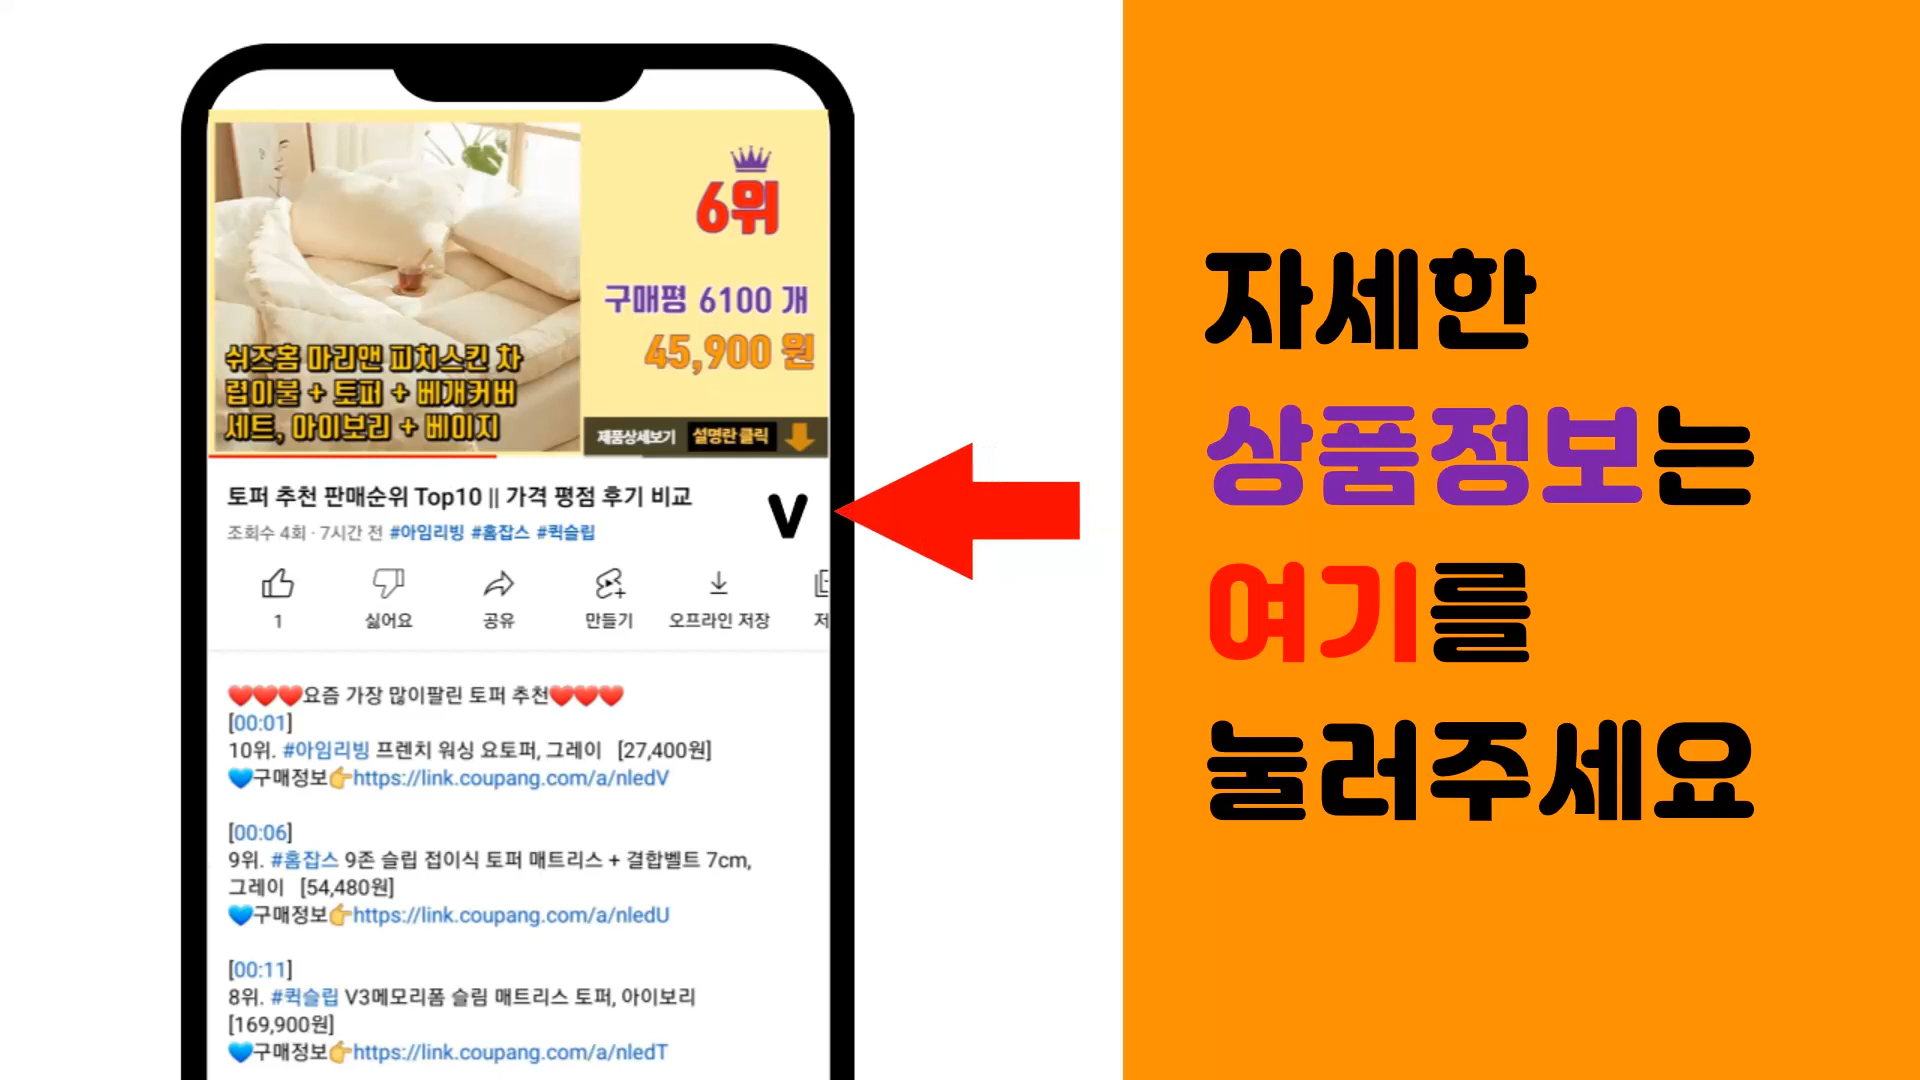 6위
구매평 6100 개
45,900 원
쉬즈홈 마리앤 피치스킨 차
렵이불 + 토퍼 + 베개커버
세트, 아이보리 + 베이지
제품상세보기 설명란 클릭
토퍼 추천 판매순위 Top10 || 가격 평점 후기 비교
V
조회수 4회 · 7시간 전 #아임리빙 #홈잡스 #퀵슬립
1 싫어요 공유 만들기 오프라인 저장 저
❤️❤️❤️요즘 가장 많이팔린 토퍼 추천❤️❤️❤️
[00:01]
10위. #아임리빙 프렌치 워싱 요토퍼, 그레이 [27,400원]
💙구매정보👉https://link.coupang.com/a/nledV
[00:06]
9위. #홈잡스 9존 슬립 접이식 토퍼 매트리스 + 결합벨트 7cm,
그레이 [54,480원]
💙구매정보👉https://link.coupang.com/a/nledU
[00:11]
8위. #퀵슬립 V3메모리폼 슬림 매트리스 토퍼, 아이보리
[169,900원]
💙구매정보👉https://link.coupang.com/a/nledT
자세한
상품정보는
여기를
눌러주세요